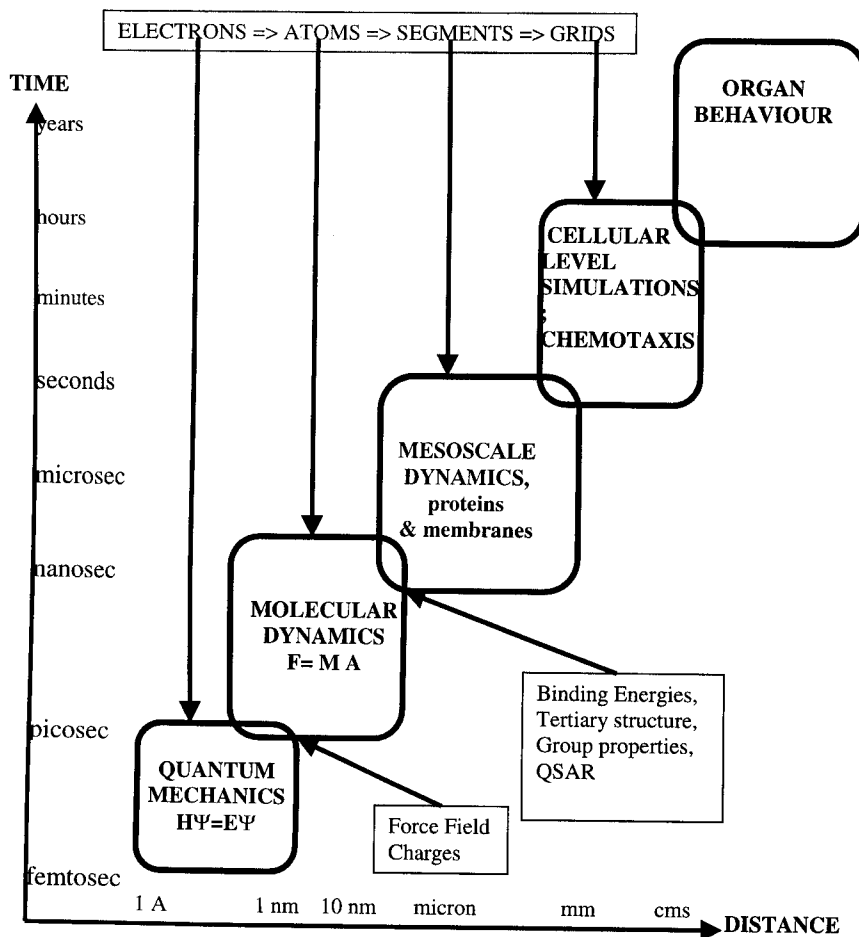 ELECTRONS => ATOMS => SEGMENTS => GRIDS
TIME
years
hours
minutes
seconds
microsec
nanosec
picosec
femtosec
ORGAN
BEHAVIOUR
CELLULAR
LEVEL
SIMULATIONS
;
CHEMOTAXIS
MESOSCALE
DYNAMICS,
proteins
& membranes
MOLECULAR
DYNAMICS
F= M A
QUANTUM
MECHANICS
HΨ=EΨ
Binding Energies,
Tertiary structure,
Group properties,
QSAR
Force Field
Charges
1 A 1 nm 10 nm micron mm cms
DISTANCE